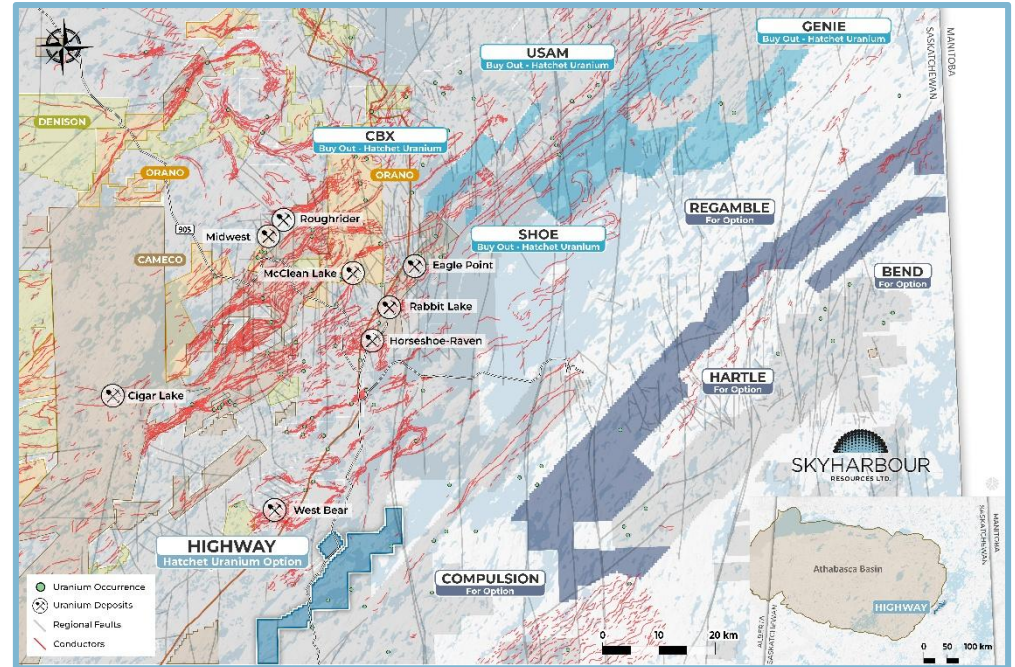 GENIE
Buy Out - Hatchet Uranium
USAM
Buy Out - Hatchet Uranium
MANITOBA
SASKATCHEWAN
DENISON
CBX
Buy Out - Hatchet Uranium
ORANO
ORANO
Roughrider
905
Midwest
REGAMBLE
For Option
SHOE
Buy Out - Hatchet Uranium
CAMECO
McClean Lake
Eagle Point
BEND
For Option
Rabbit Lake
Horseshoe-Raven
HARTLE
For Option
Cigar Lake
SKYHARBOUR
RESOURCES LTD.
West Bear
HIGHWAY
Hatchet Uranium Option
COMPULSION
For Option
Uranium Occurrence
Uranium Deposits
Regional Faults
Conductors
0 10 20 km
MANITOBA
SASKATCHEWAN
Athabasca Basin
HIGHWAY
ALBERTA
SASKATCHEWAN
0 50 100 km